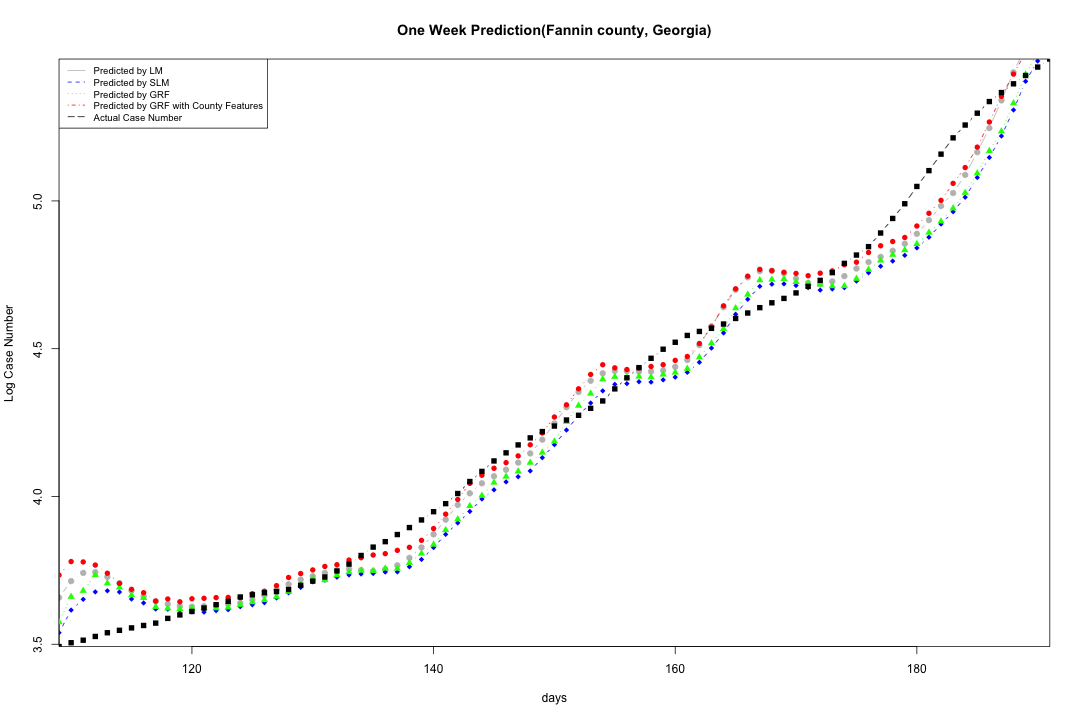 One Week Prediction(Fannin county, Georgia)
Predicted by LM
Predicted by SLM
Predicted by GRF
Predicted by GRF with County Features
Actual Case Number
5.0
4.5
4.0
3.5
Log Case Number
120 140 160 180
days